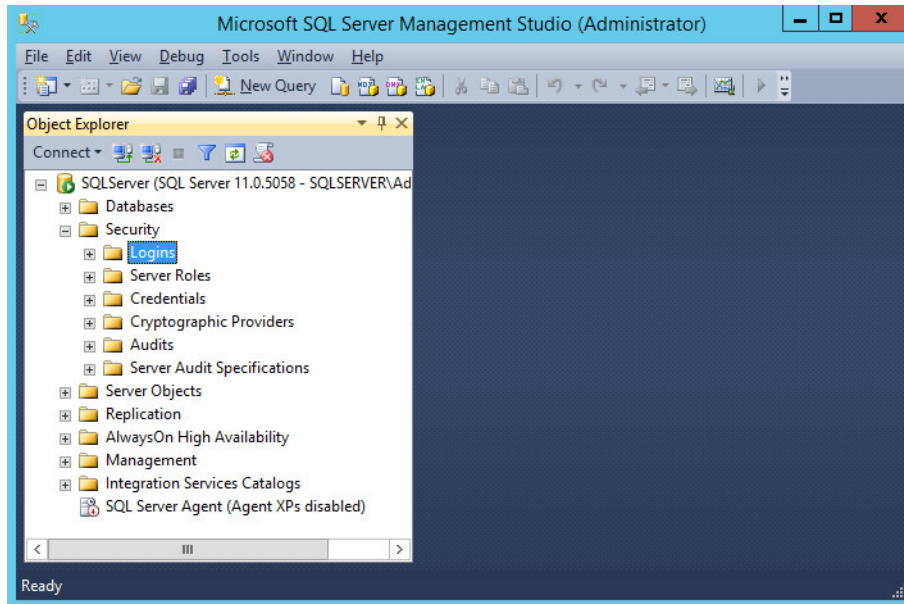 Microsoft SQL Server Management Studio (Administrator)
File Edit View Debug Tools Window Help
New Query
Object Explorer
Connect
SQLServer (SQL Server 11.0.5058 - SQLSERVER\Ad
Databases
Security
Logins
Server Roles
Credentials
Cryptographic Providers
Audits
Server Audit Specifications
Server Objects
Replication
AlwaysOn High Availability
Management
Integration Services Catalogs
SQL Server Agent (Agent XPs disabled)
Ready